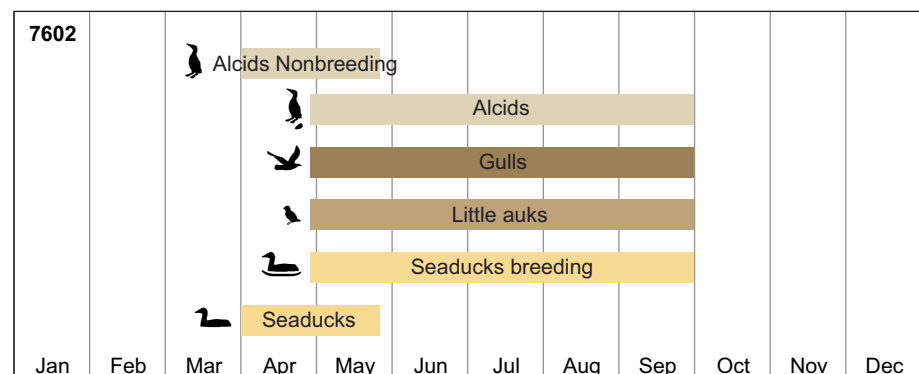 7602
Alcids Nonbreeding
Alcids
Gulls
Little auks
Seaducks breeding
Seaducks
Jan Feb Mar Apr May Jun Jul Aug Sep Oct Nov Dec